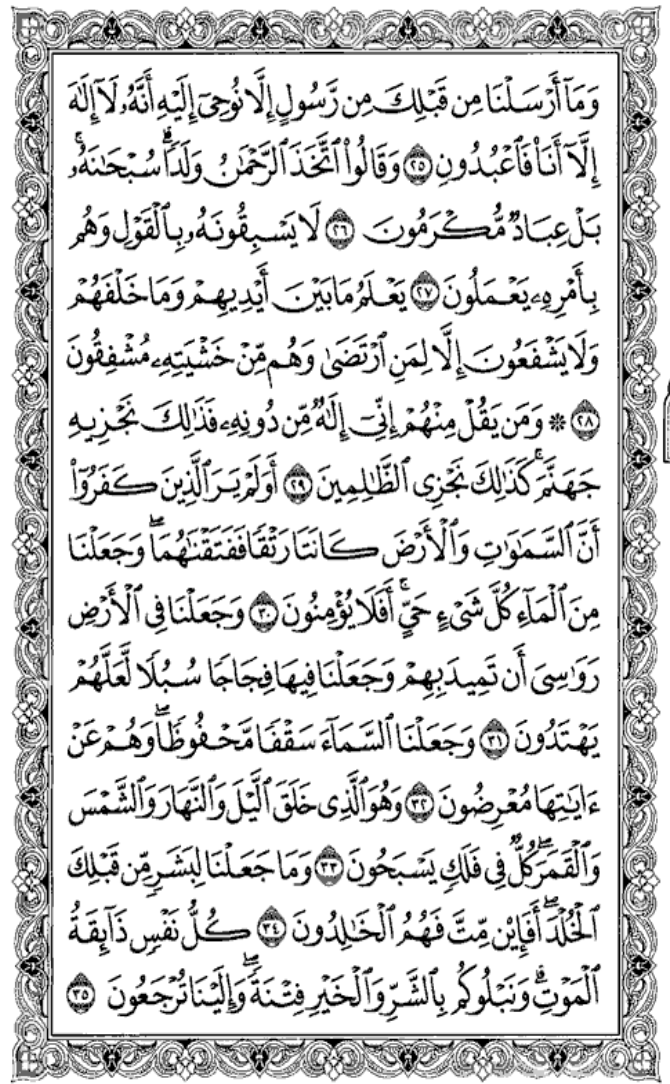 وَمَآ أَرْسَلْنَا مِن قَبْلِكَ مِن رَّسُولٍ إِلَّا نُوحِىٓ إِلَيْهِ أَنَّهُۥ لَآ إِلَٰهَ
إِلَّآ أَنَا۠ فَٱعْبُدُونِ ٢٥ وَقَالُوا۟ ٱتَّخَذَ ٱلرَّحْمَٰنُ وَلَدًا ۗ سُبْحَٰنَهُۥ ۚ
بَلْ عِبَادٌ مُّكْرَمُونَ ٢٦ لَا يَسْبِقُونَهُۥ بِٱلْقَوْلِ وَهُم
بِأَمْرِهِۦ يَعْمَلُونَ ٢٧ يَعْلَمُ مَا بَيْنَ أَيْدِيهِمْ وَمَا خَلْفَهُمْ
وَلَا يَشْفَعُونَ إِلَّا لِمَنِ ٱرْتَضَىٰ وَهُم مِّنْ خَشْيَتِهِۦ مُشْفِقُونَ
٢٨ * وَمَن يَقُلْ مِنْهُمْ إِنِّىٓ إِلَٰهٌ مِّن دُونِهِۦ فَذَٰلِكَ نَجْزِيهِ
جَهَنَّمَ ۚ كَذَٰلِكَ نَجْزِى ٱلظَّٰلِمِينَ ٢٩ أَوَلَمْ يَرَ ٱلَّذِينَ كَفَرُوٓا۟
أَنَّ ٱلسَّمَٰوَٰتِ وَٱلْأَرْضَ كَانَتَا رَتْقًا فَفَتَقْنَٰهُمَا ۖ وَجَعَلْنَا
مِنَ ٱلْمَآءِ كُلَّ شَىْءٍ حَىٍّ ۖ أَفَلَا يُؤْمِنُونَ ٣٠ وَجَعَلْنَا فِى ٱلْأَرْضِ
رَوَٰسِىَ أَن تَمِيدَ بِهِمْ وَجَعَلْنَا فِيهَا فِجَاجًا سُبُلًا لَّعَلَّهُمْ
يَهْتَدُونَ ٣١ وَجَعَلْنَا ٱلسَّمَآءَ سَقْفًا مَّحْفُوظًا ۖ وَهُمْ عَنْ
ءَايَٰتِهَا مُعْرِضُونَ ٣٢ وَهُوَ ٱلَّذِى خَلَقَ ٱلَّيْلَ وَٱلنَّهَارَ وَٱلشَّمْسَ
وَٱلْقَمَرَ ۖ كُلٌّ فِى فَلَكٍ يَسْبَحُونَ ٣٣ وَمَا جَعَلْنَا لِبَشَرٍ مِّن قَبْلِكَ
ٱلْخُلْدَ ۖ أَفَإِي۟ن مِّتَّ فَهُمُ ٱلْخَٰلِدُونَ ٣٤ كُلُّ نَفْسٍ ذَآئِقَةُ
ٱلْمَوْتِ ۗ وَنَبْلُوكُم بِٱلشَّرِّ وَٱلْخَيْرِ فِتْنَةً ۖ وَإِلَيْنَا تُرْجَعُونَ ٣٥